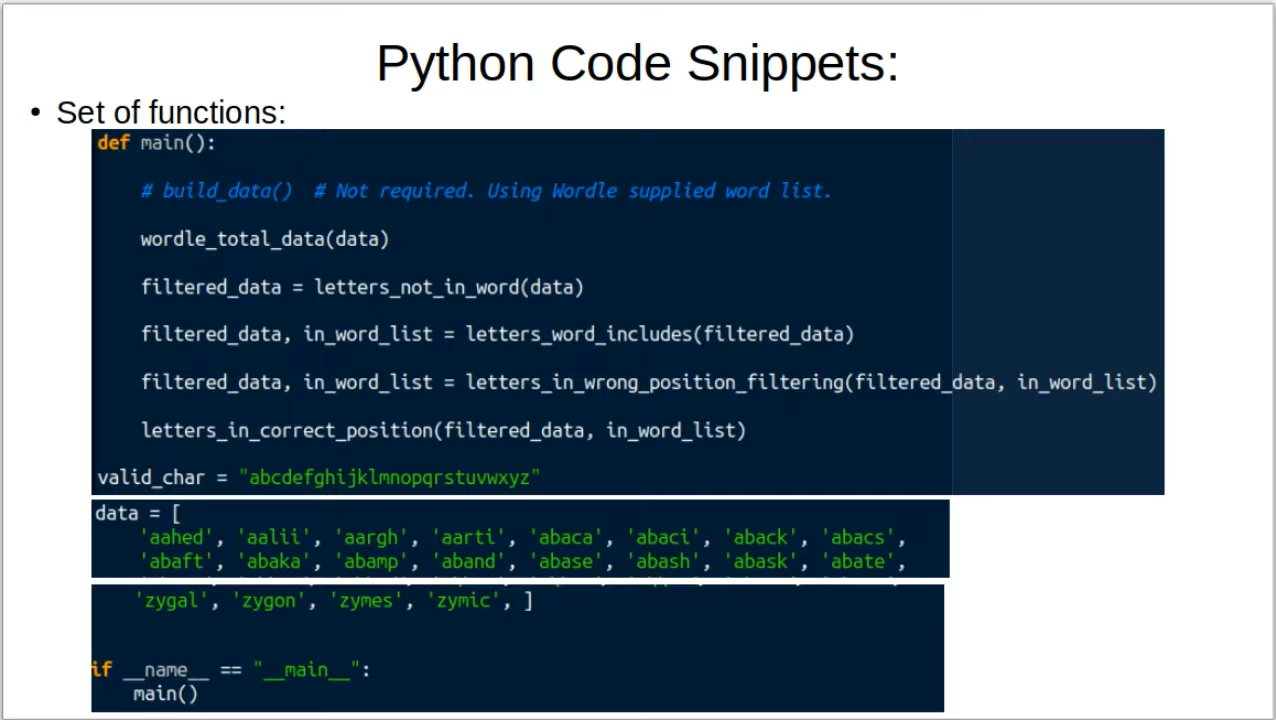 Python Code Snippets:
• Set of functions:
def main():
# build_data()  # Not required. Using Wordle supplied word list.
wordle_total_data(data)
filtered_data = letters_not_in_word(data)
filtered_data, in_word_list = letters_word_includes(filtered_data)
filtered_data, in_word_list = letters_in_wrong_position_filtering(filtered_data, in_word_list)
letters_in_correct_position(filtered_data, in_word_list)
valid_char = "abcdefghijklmnopqrstuvwxyz"
data = [
'aahed', 'aalii', 'aargh', 'aarti', 'abaca', 'abaci', 'aback', 'abacs',
'abaft', 'abaka', 'abamp', 'aband', 'abase', 'abash', 'abask', 'abate',
'zygal', 'zygon', 'zymes', 'zymic', ]
if __name__ == "__main__":
main()